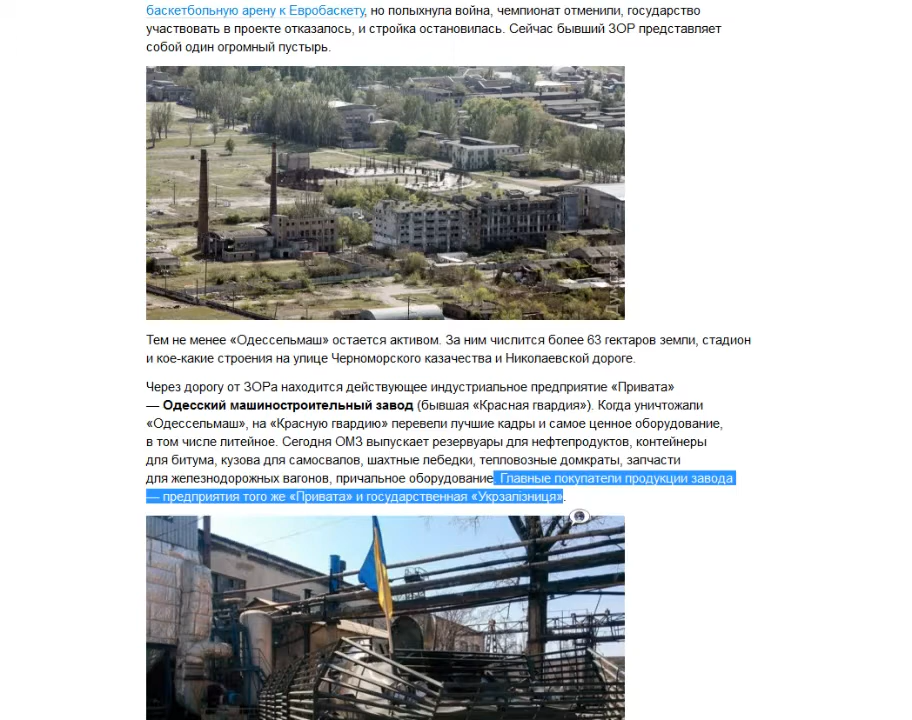 баскетбольную арену к Евробаскету, но полыхнула война, чемпионат отменили, государство
участвовать в проекте отказалось, и стройка остановилась. Сейчас бывший ЗОР представляет
собой один огромный пустырь.
Тем не менее «Одессельмаш» остается активом. За ним числится более 63 гектаров земли, стадион
и кое-какие строения на улице Черноморского казачества и Николаевской дороге.
Через дорогу от ЗОРа находится действующее индустриальное предприятие «Привата»
— Одесский машиностроительный завод (бывшая «Красная гвардия»). Когда уничтожали
«Одессельмаш», на «Красную гвардию» перевели лучшие кадры и самое ценное оборудование,
в том числе литейное. Сегодня ОМЗ выпускает резервуары для нефтепродуктов, контейнеры
для битума, кузова для самосвалов, шахтные лебедки, тепловозные домкраты, запчасти
для железнодорожных вагонов, причальное оборудование. Главные покупатели продукции завода
— предприятия того же «Привата» и государственная «Укрзалізниця».